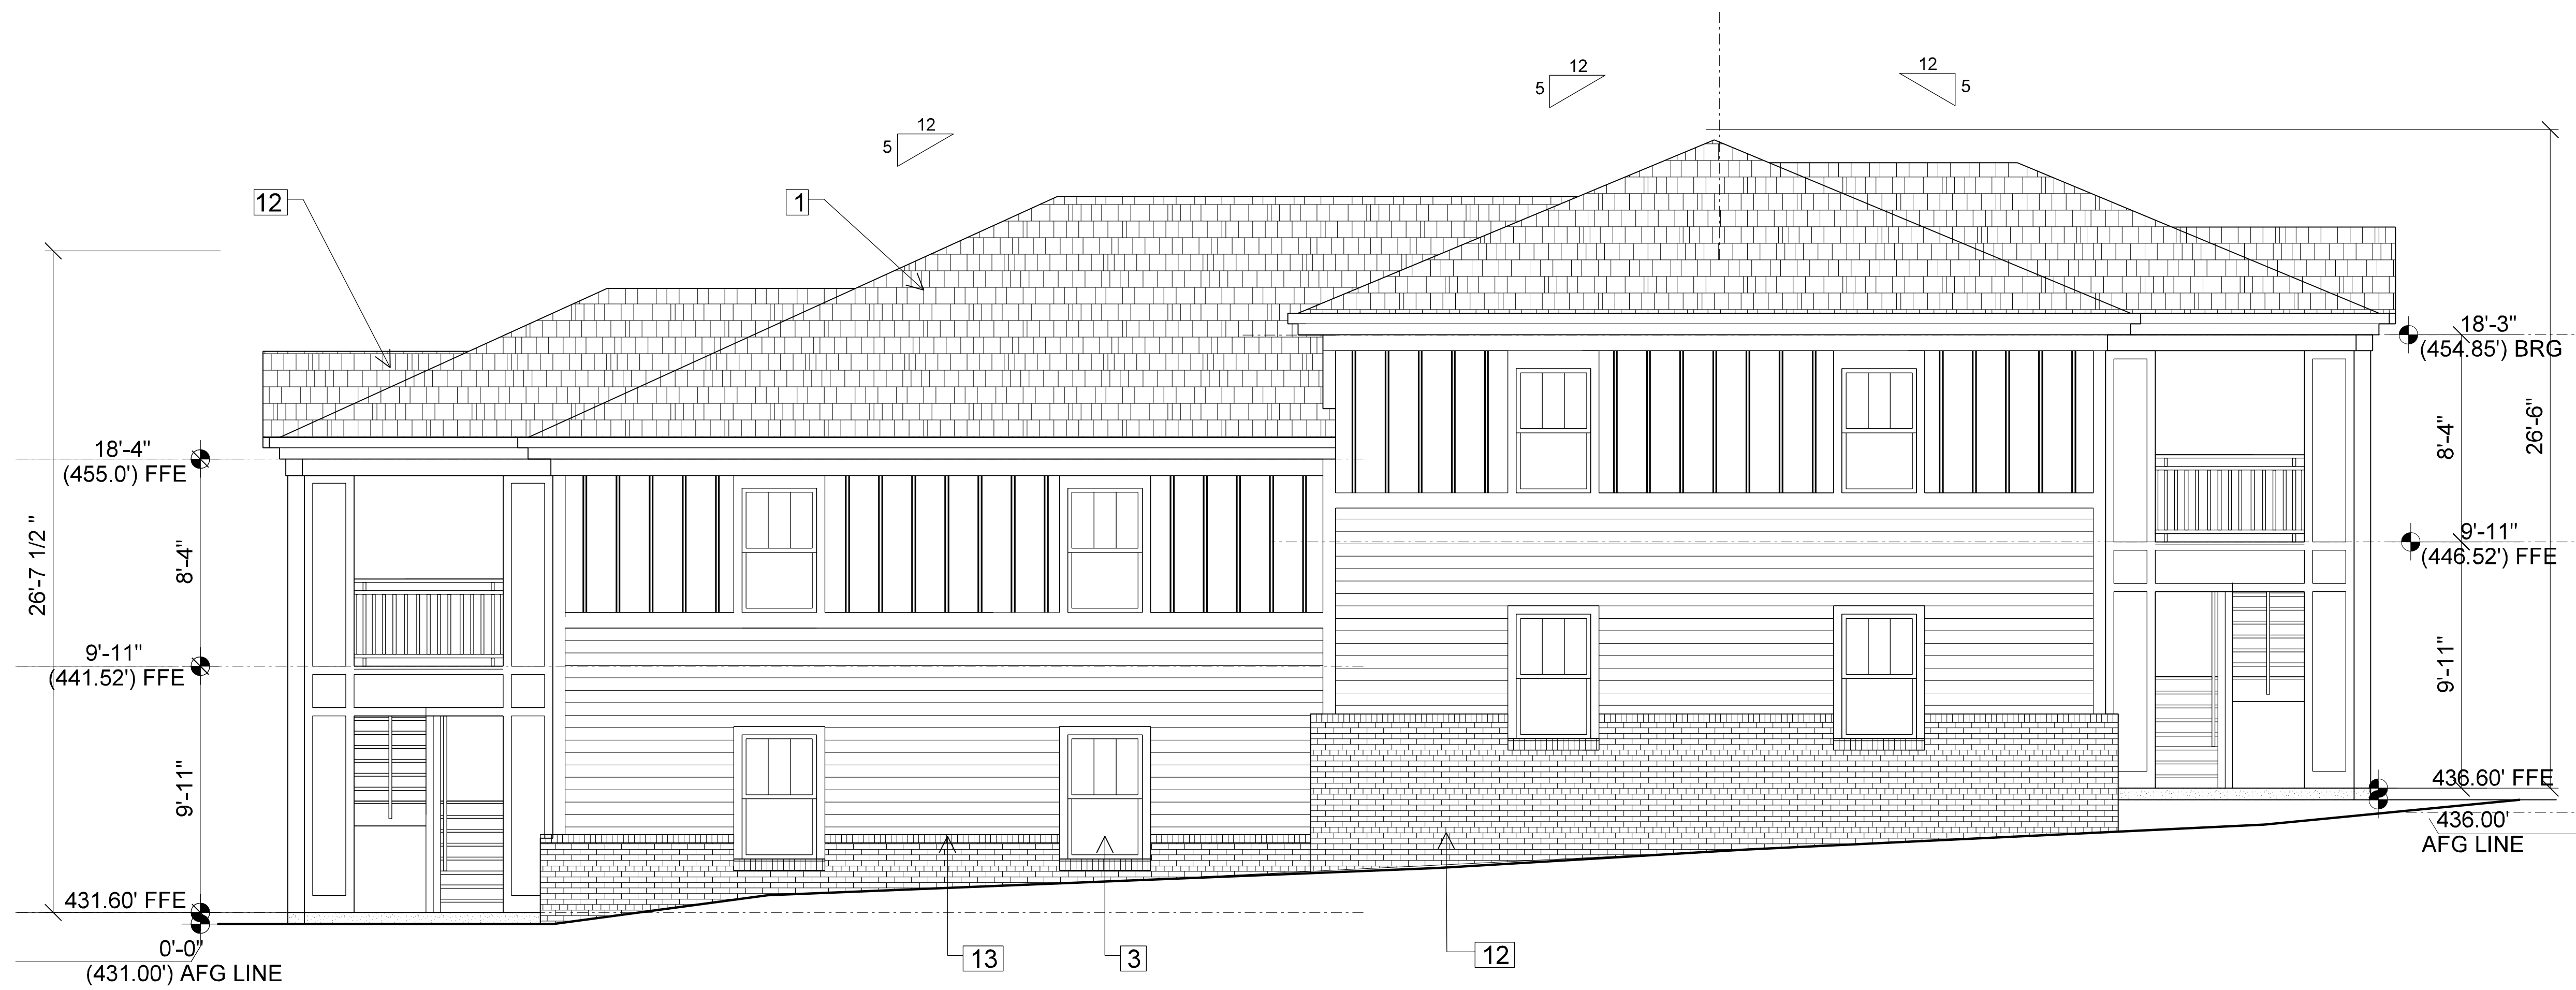 12
5
12
5
12
5
12
1
26'-7 1/2 "
18'-4"
(455.0') FFE
8'-4"
9'-11"
(441.52') FFE
9'-11"
431.60' FFE
0'-0"
(431.00') AFG LINE
13
3
12
18'-3"
(454.85') BRG
8'-4"
26'-6"
9'-11"
(446.52') FFE
9'-11"
436.60' FFE
436.00'
AFG LINE